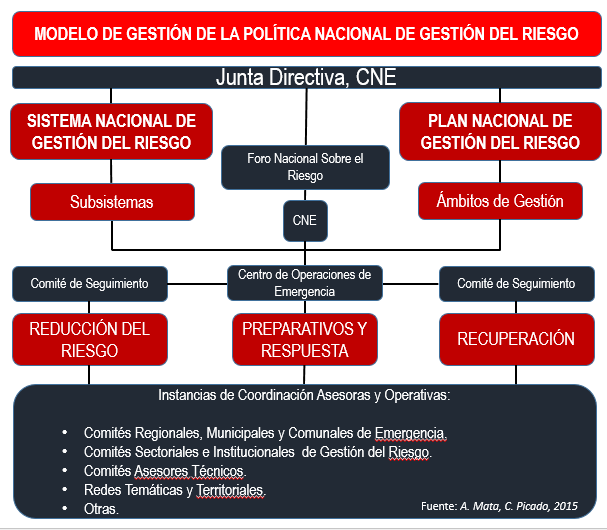 MODELO DE GESTIÓN DE LA POLÍTICA NACIONAL DE GESTIÓN DEL RIESGO
Junta Directiva, CNE
SISTEMA NACIONAL DE
GESTIÓN DEL RIESGO
PLAN NACIONAL DE
GESTIÓN DEL RIESGO
Foro Nacional Sobre el
Riesgo
Subsistemas
Ámbitos de Gestión
CNE
Comité de Seguimiento
Centro de Operaciones de
Emergencia
Comité de Seguimiento
REDUCCIÓN DEL
RIESGO
PREPARATIVOS Y
RESPUESTA
RECUPERACIÓN
Instancias de Coordinación Asesoras y Operativas:
• Comités Regionales, Municipales y Comunales de Emergencia.
• Comités Sectoriales e Institucionales de Gestión del Riesgo.
• Comités Asesores Técnicos.
• Redes Temáticas y Territoriales.
• Otras.
Fuente: A. Mata, C. Picado, 2015